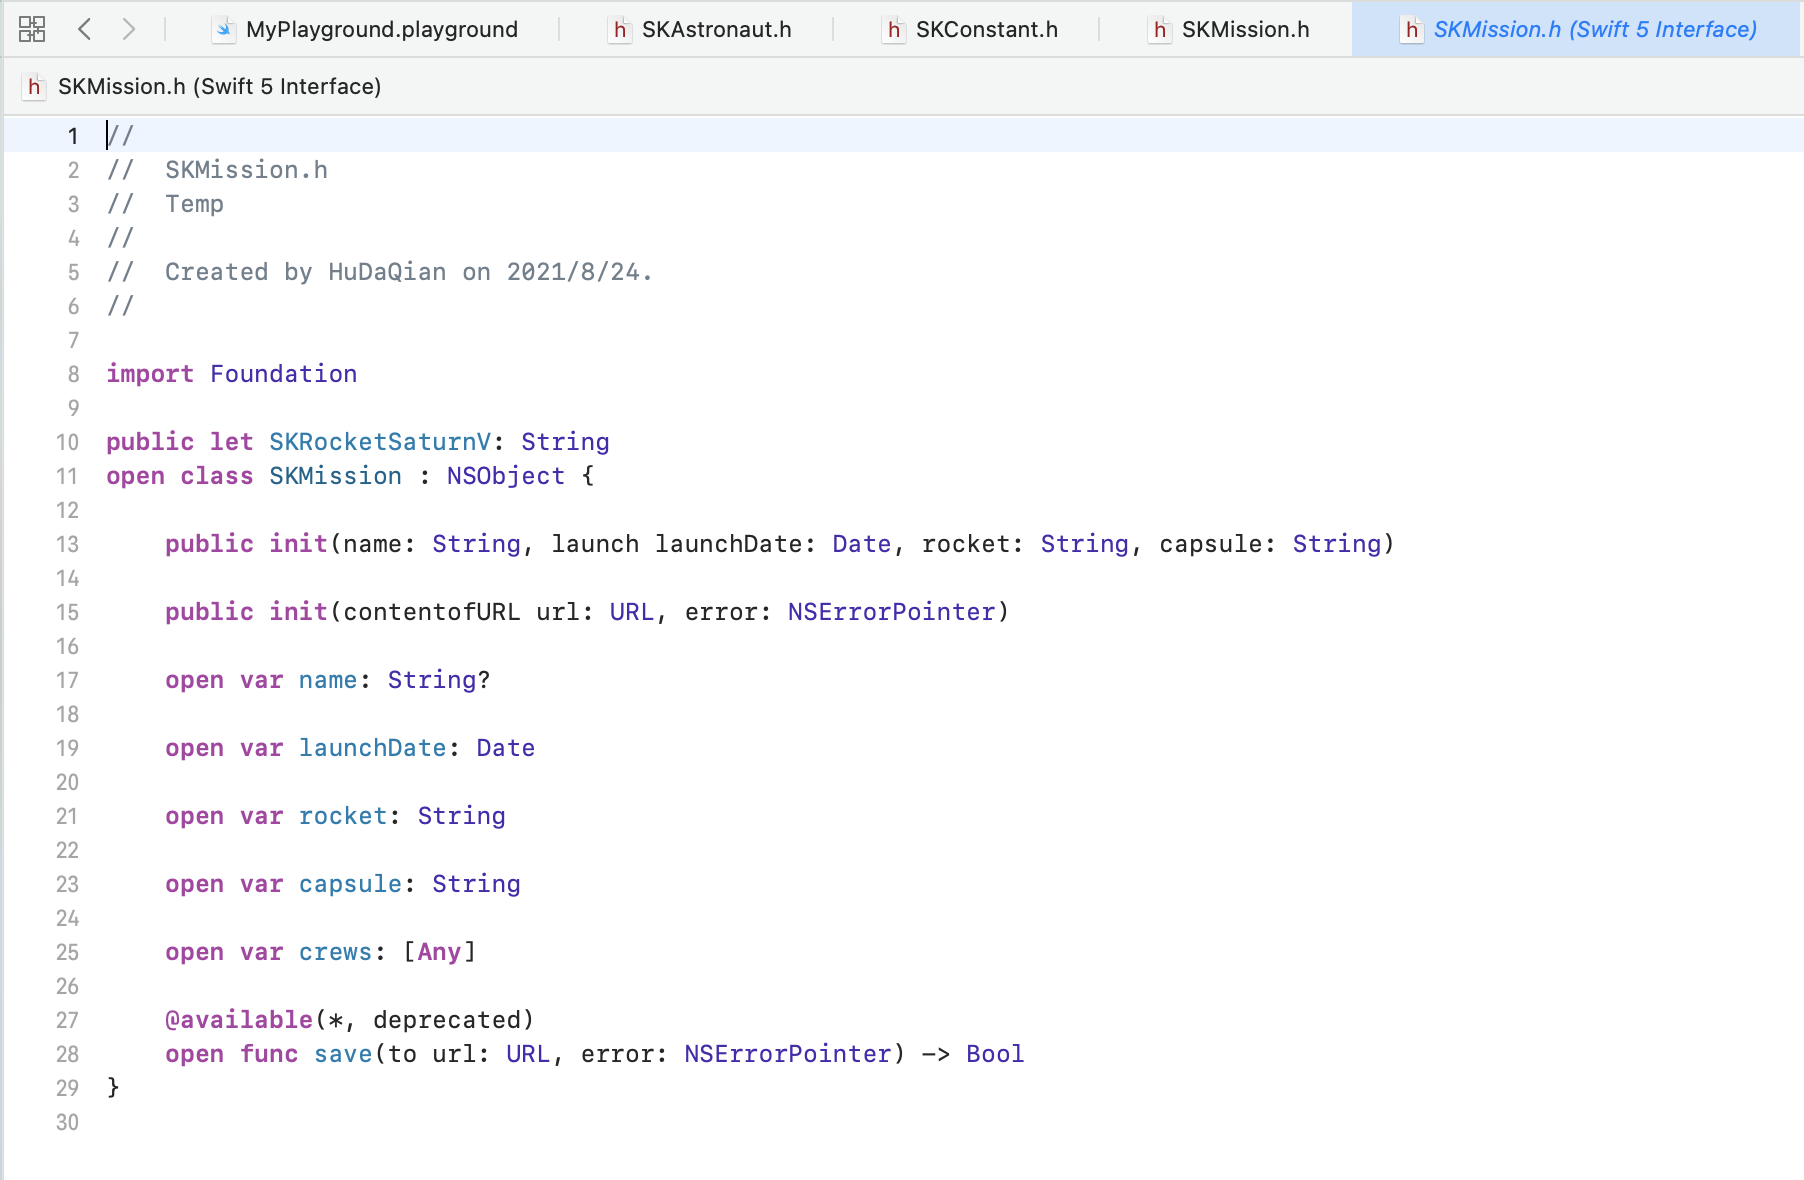 MyPlayground.playground
h SKAstronaut.h
h SKConstant.h
h SKMission.h
h SKMission.h (Swift 5 Interface)
h SKMission.h (Swift 5 Interface)
1 //
2 //  SKMission.h
3 //  Temp
4 //
5 //  Created by HuDaQian on 2021/8/24.
6 //
7
8 import Foundation
9
10 public let SKRocketSaturnV: String
11 open class SKMission : NSObject {
12
13     public init(name: String, launch launchDate: Date, rocket: String, capsule: String)
14
15     public init(contentofURL url: URL, error: NSErrorPointer)
16
17     open var name: String?
18
19     open var launchDate: Date
20
21     open var rocket: String
22
23     open var capsule: String
24
25     open var crews: [Any]
26
27     @available(*, deprecated)
28     open func save(to url: URL, error: NSErrorPointer) -> Bool
29 }
30